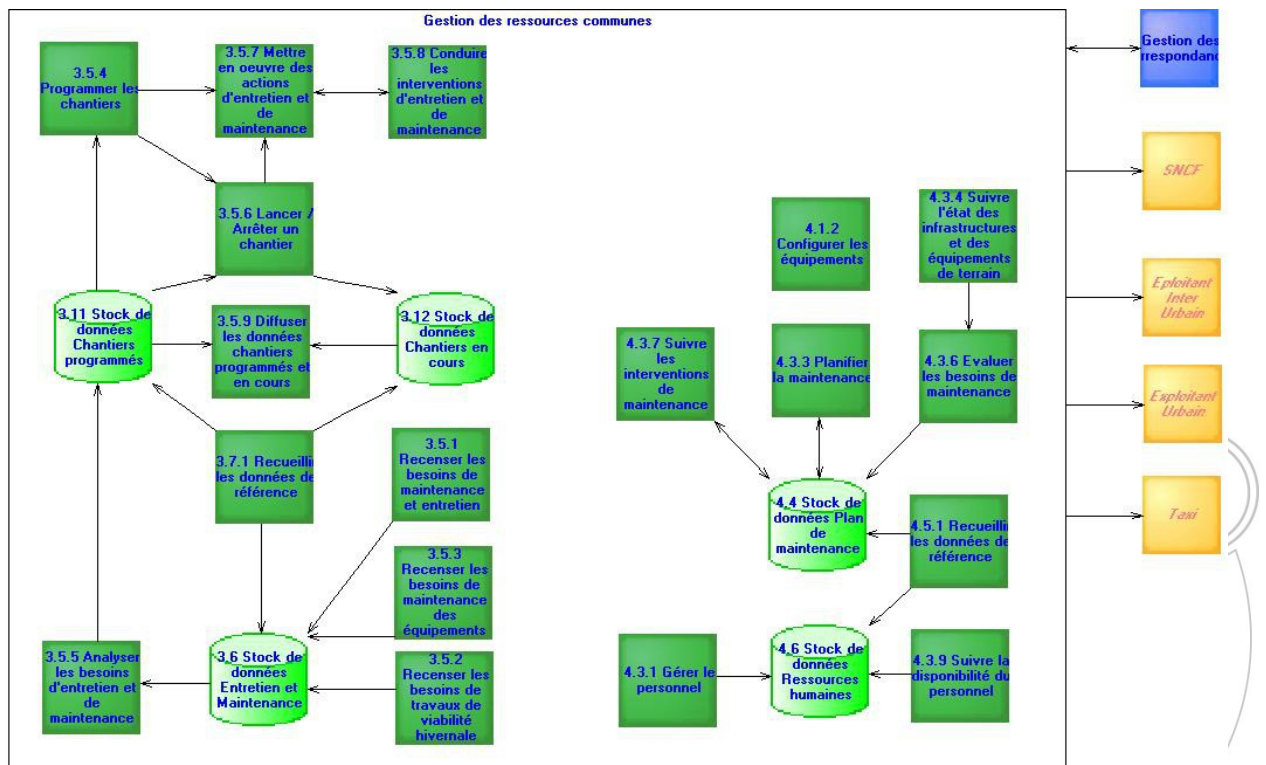 Gestion des ressources communes
3.5.4
Programmer les
chantiers
3.5.7 Mettre
en oeuvre des
actions
d'entretien et
de
maintenance
3.5.8 Conduire
les
interventions
d'entretien et
de
maintenance
Gestion des
rrespondanc
SNCF
3.5.6 Lancer /
Arrêter un
chantier
4.1.2
Configurer les
équipements
4.3.4 Suivre
l'état des
infrastructures
et des
équipements
de terrain
Eploitant
Inter
Urbain
3.11 Stock de
données
Chantiers
programmés
3.5.9 Diffuser
les données
chantiers
programmés et
en cours
3.12 Stock de
données
Chantiers en
cours
4.3.7 Suivre
les
interventions
de
maintenance
4.3.3 Planifier
la maintenance
4.3.6 Evaluer
les besoins de
maintenance
Exploitant
Urbain
3.7.1 Recueilli
les données de
référence
3.5.1
Recenser les
besoins de
maintenance
et entretien
4.4 Stock de
données Plan
de
maintenance
4.5.1 Recueilli
les données de
référence
Taxi
3.5.3
Recenser les
besoins de
maintenance
des
équipements
3.5.5 Analyser
les besoins
d'entretien et
de
maintenance
3.6 Stock de
données
Entretien et
Maintenance
3.5.2
Recenser les
besoins de
travaux de
viabilité
hivernale
4.3.1 Gérer le
personnel
4.6 Stock de
données
Ressources
humaines
4.3.9 Suivre la
disponibilité du
personnel